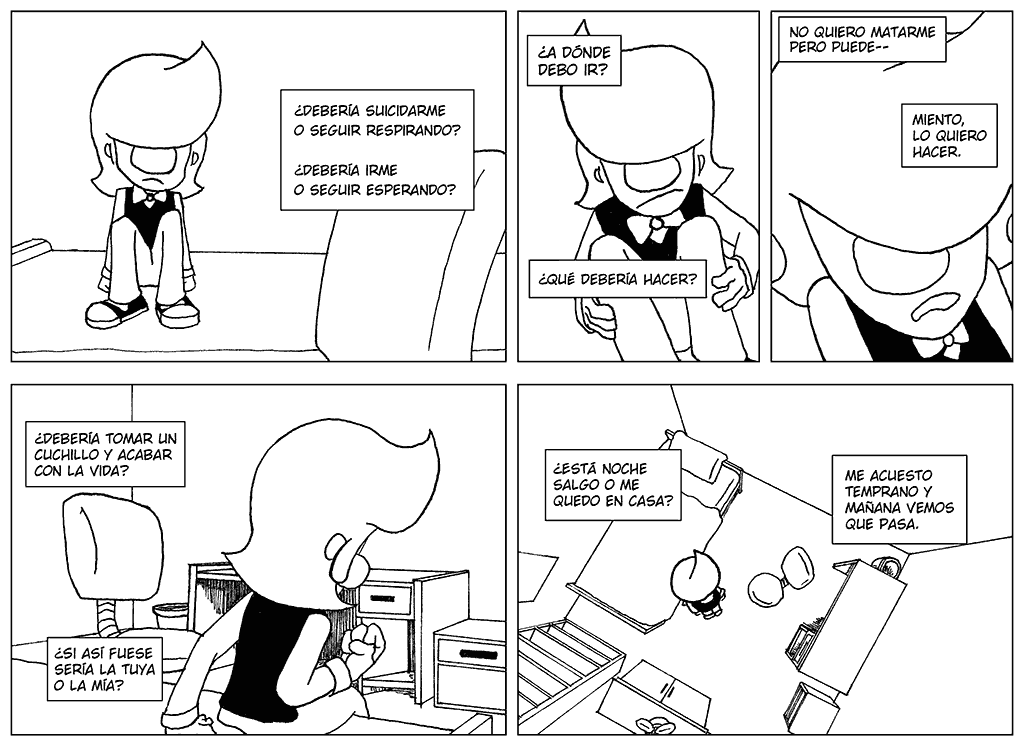 ¿DEBERÍA SUICIDARME
O SEGUIR RESPIRANDO?
¿DEBERÍA IRME
O SEGUIR ESPERANDO?
¿A DÓNDE
DEBO IR?
¿QUÉ DEBERÍA HACER?
NO QUIERO MATARME
PERO PUEDE--
MIENTO,
LO QUIERO
HACER.
¿DEBERÍA TOMAR UN
CUCHILLO Y ACABAR
CON LA VIDA?
¿SI ASÍ FUESE
SERÍA LA TUYA
O LA MÍA?
¿ESTÁ NOCHE
SALGO O ME
QUEDO EN CASA?
ME ACUESTO
TEMPRANO Y
MAÑANA VEMOS
QUE PASA.